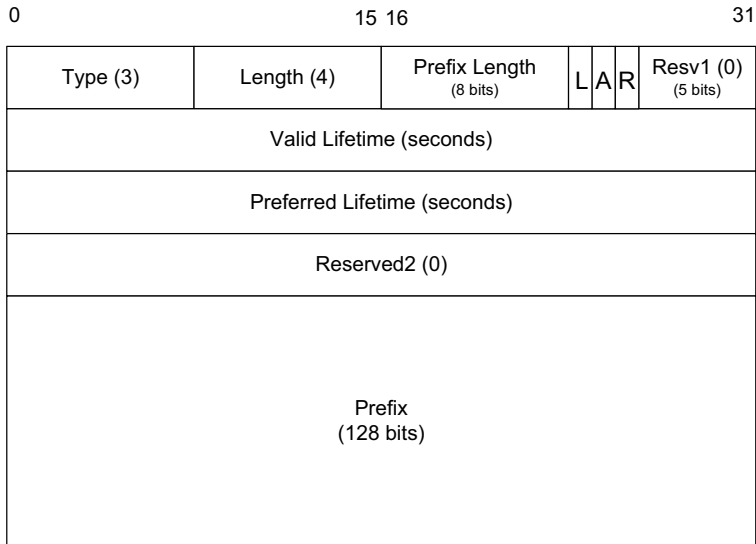 0 15 16 31
Type (3) Length (4) Prefix Length (8 bits) L A R Resv1 (0) (5 bits)
Valid Lifetime (seconds)
Preferred Lifetime (seconds)
Reserved2 (0)
Prefix
(128 bits)